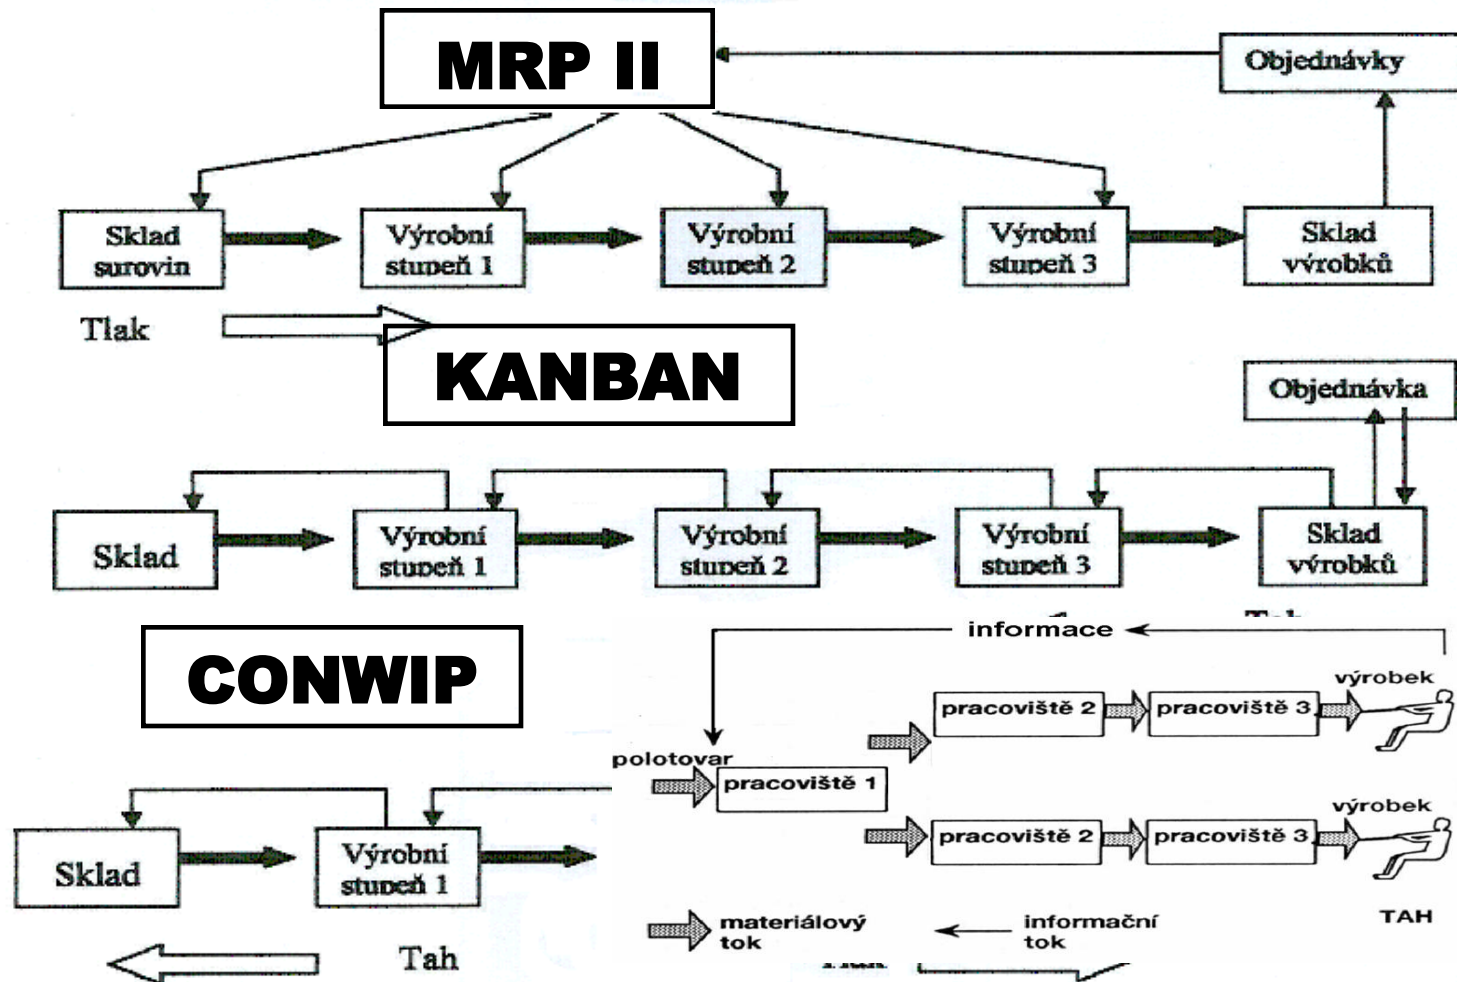 MRP II
Objednávky
Sklad
surovin
Výrobní
stupeň 1
Výrobní
stupeň 2
Výrobní
stupeň 3
Sklad
výrobků
Tlak
KANBAN
Objednávka
Sklad
Výrobní
stupeň 1
Výrobní
stupeň 2
Výrobní
stupeň 3
Sklad
výrobků
CONWIP
informace
výrobek
pracoviště 2
pracoviště 3
polotovar
pracoviště 1
výrobek
pracoviště 2
pracoviště 3
Sklad
Výrobní
stupeň 1
materiálový
tok
informační
tok
TAH
Tah